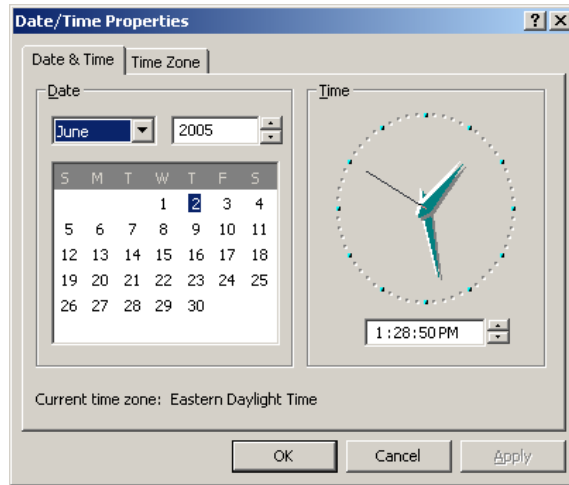 Date/Time Properties
Date & Time Time Zone
Date
June 2005
S M T W T F S
1 2 3 4
5 6 7 8 9 10 11
12 13 14 15 16 17 18
19 20 21 22 23 24 25
26 27 28 29 30
Time
1:28:50 PM
Current time zone: Eastern Daylight Time
OK Cancel Apply